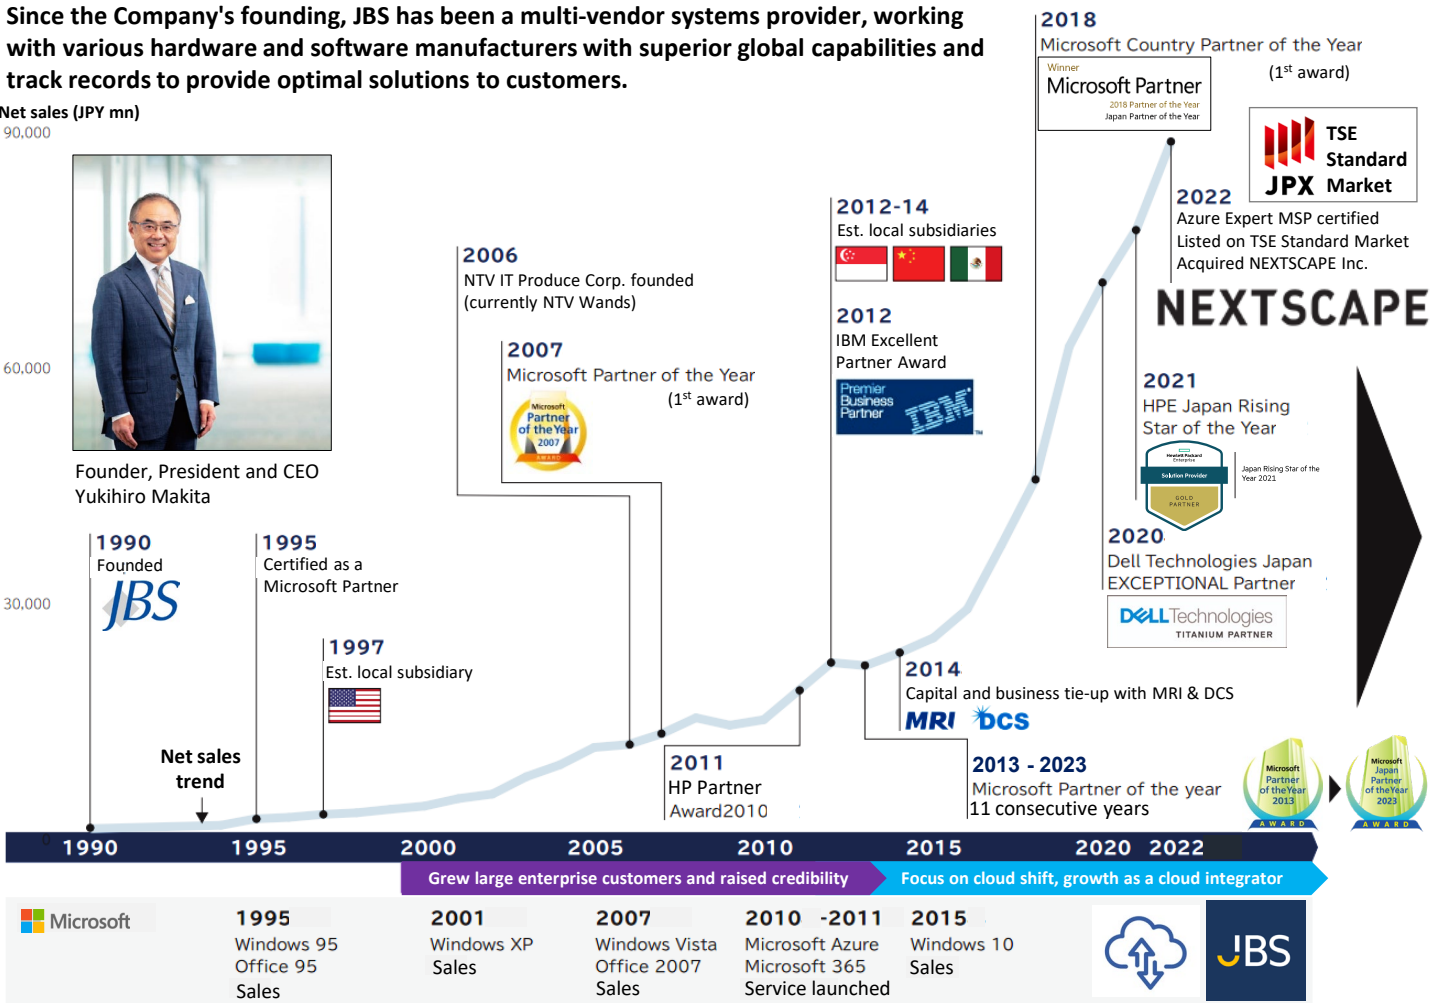 Since the Company's founding, JBS has been a multi-vendor systems provider, working
with various hardware and software manufacturers with superior global capabilities and
track records to provide optimal solutions to customers.
Net sales (JPY mn)
90,000
60,000
30,000
0
Founder, President and CEO
Yukihiro Makita
1990
Founded
JBS
1995
Certified as a
Microsoft Partner
1997
Est. local subsidiary
Net sales
trend
2006
NTV IT Produce Corp. founded
(currently NTV Wands)
2007
Microsoft Partner of the Year
(1st award)
Microsoft
Partner
of the Year
2007
AWARD
2011
HP Partner
Award2010
2012-14
Est. local subsidiaries
2012
IBM Excellent
Partner Award
Premier
Business
Partner
IBM
TM
2014
Capital and business tie-up with MRI & DCS
MRI DCS
2013 - 2023
Microsoft Partner of the year
11 consecutive years
Microsoft
Partner
of the Year
2013
AWARD
Microsoft
Japan
Partner
of the Year
2023
AWARD
2018
Microsoft Country Partner of the Year
(1st award)
Winner
Microsoft Partner
2018 Partner of the Year
Japan Partner of the Year
JPX
TSE
Standard
Market
2022
Azure Expert MSP certified
Listed on TSE Standard Market
Acquired NEXTSCAPE Inc.
NEXTSCAPE
2021
HPE Japan Rising
Star of the Year
Hewlett Packard
Enterprise
Solution Provider
GOLD
PARTNER
Japan Rising Star of the
Year 2021
2020
Dell Technologies Japan
EXCEPTIONAL Partner
DELL Technologies
TITANIUM PARTNER
1990 1995 2000 2005 2010 2015 2020 2022
Grew large enterprise customers and raised credibility
Focus on cloud shift, growth as a cloud integrator
Microsoft
1995
Windows 95
Office 95
Sales
2001
Windows XP
Sales
2007
Windows Vista
Office 2007
Sales
2010 -2011
Microsoft Azure
Microsoft 365
Service launched
2015
Windows 10
Sales
JBS